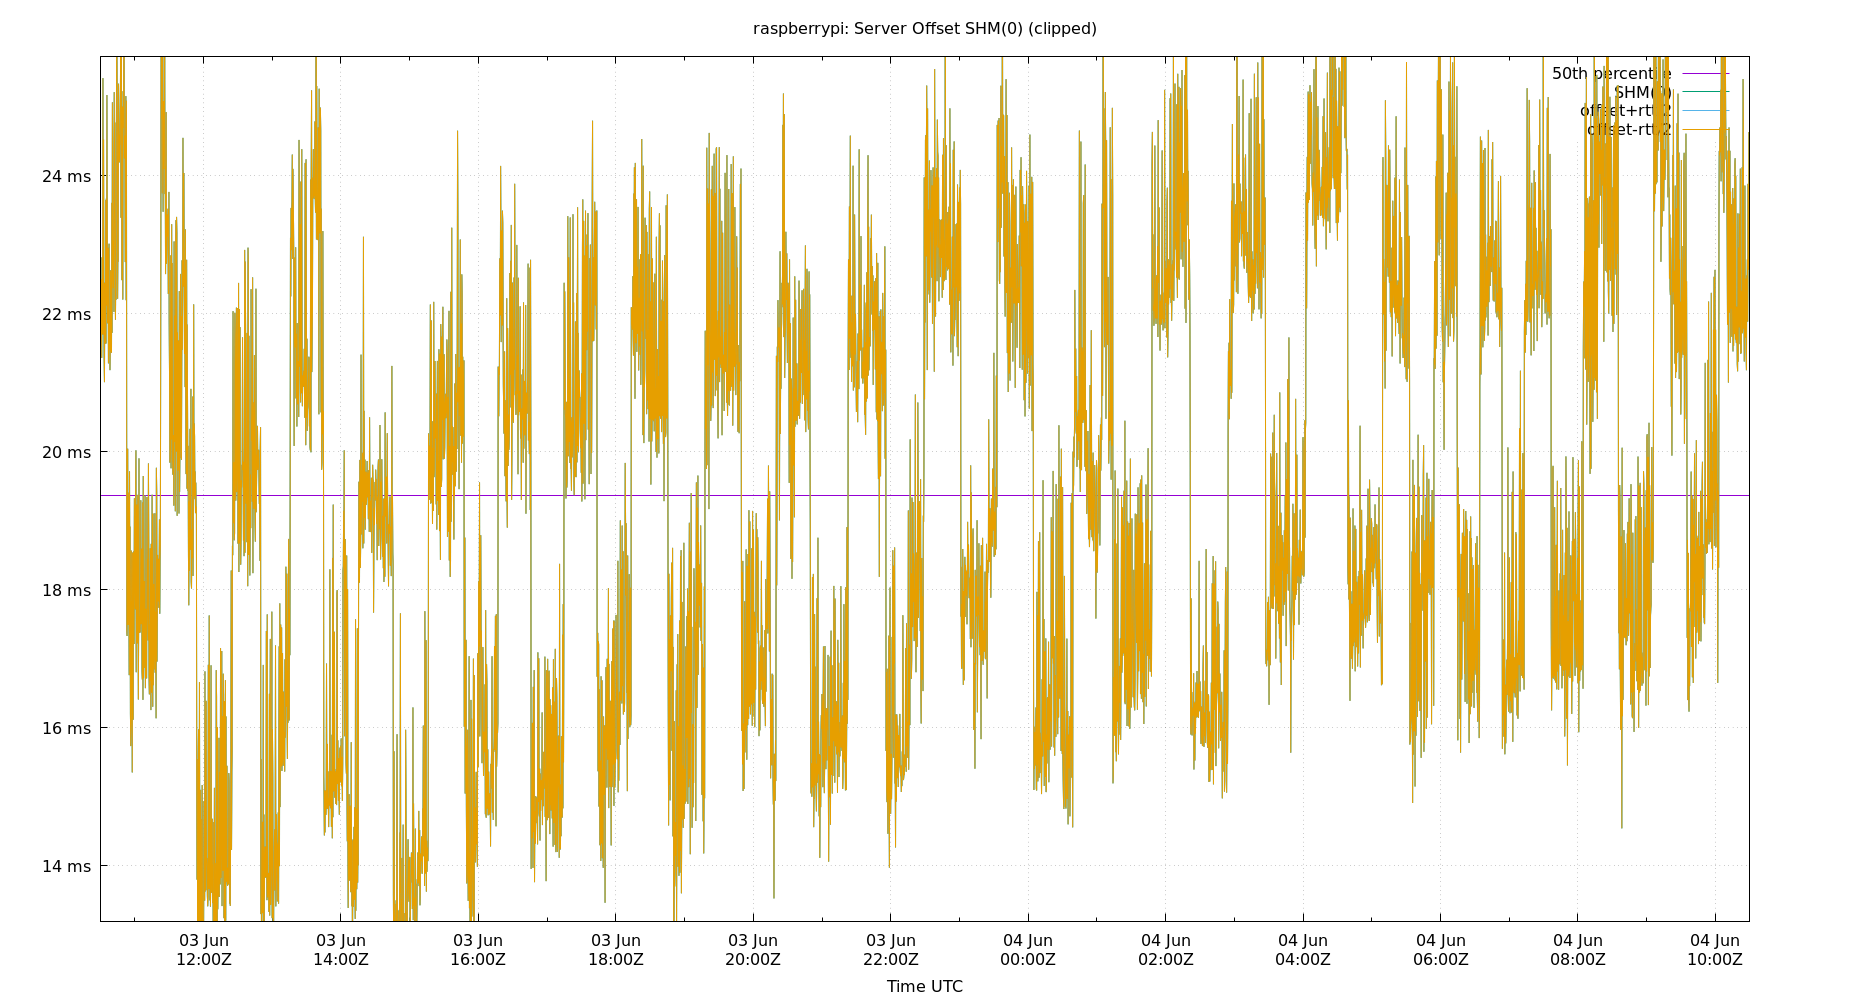 raspberrypi: Server Offset SHM(0) (clipped)
50th percentile
SHM(0)
offset+rtt/2
offset-rtt/2
24 ms
22 ms
20 ms
18 ms
16 ms
14 ms
03 Jun 03 Jun 03 Jun 03 Jun 03 Jun 03 Jun 04 Jun 04 Jun 04 Jun 04 Jun 04 Jun 04 Jun
12:00Z 14:00Z 16:00Z 18:00Z 20:00Z 22:00Z 00:00Z 02:00Z 04:00Z 06:00Z 08:00Z 10:00Z
Time UTC